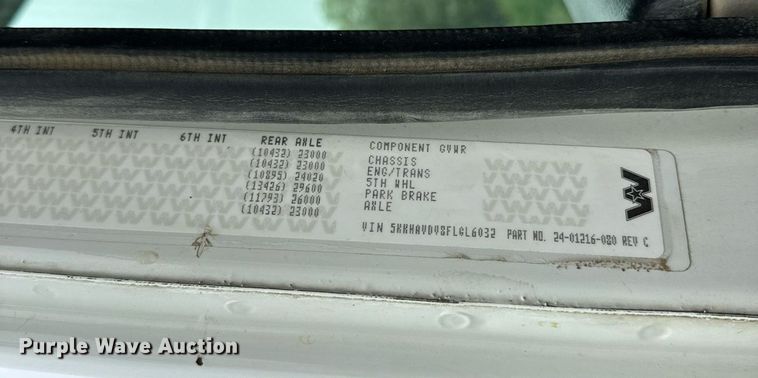 4TH INT 5TH INT 6TH INT REAR AXLE COMPONENT GVWR
(10432) 23000 CHASSIS
(10432) 23000 ENG/TRANS
(10895) 24020 5TH WHL
(13426) 29600 PARK BRAKE
(11793) 26000 AXLE
(10432) 23000
VIN 5KKHAVDV8FLGL6032 PART NO. 24-01216-080 REV C
Purple Wave Auction